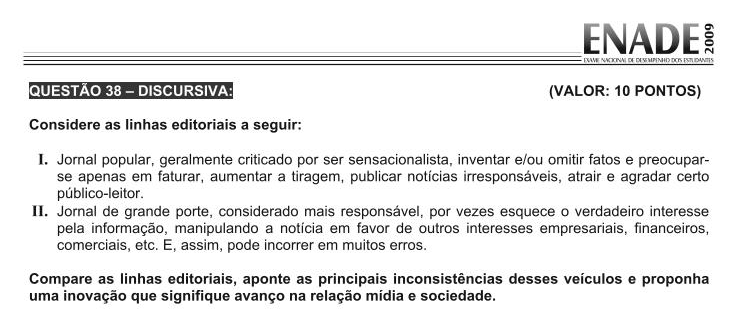 ENADE 2009
EXAME NACIONAL DE DESEMPENHO DOS ESTUDANTES
QUESTÃO 38 – DISCURSIVA: (VALOR: 10 PONTOS)
Considere as linhas editoriais a seguir:
I. Jornal popular, geralmente criticado por ser sensacionalista, inventar e/ou omitir fatos e preocupar-
se apenas em faturar, aumentar a tiragem, publicar notícias irresponsáveis, atrair e agradar certo
público-leitor.
II. Jornal de grande porte, considerado mais responsável, por vezes esquece o verdadeiro interesse
pela informação, manipulando a notícia em favor de outros interesses empresariais, financeiros,
comerciais, etc. E, assim, pode incorrer em muitos erros.
Compare as linhas editoriais, aponte as principais inconsistências desses veículos e proponha
uma inovação que signifique avanço na relação mídia e sociedade.